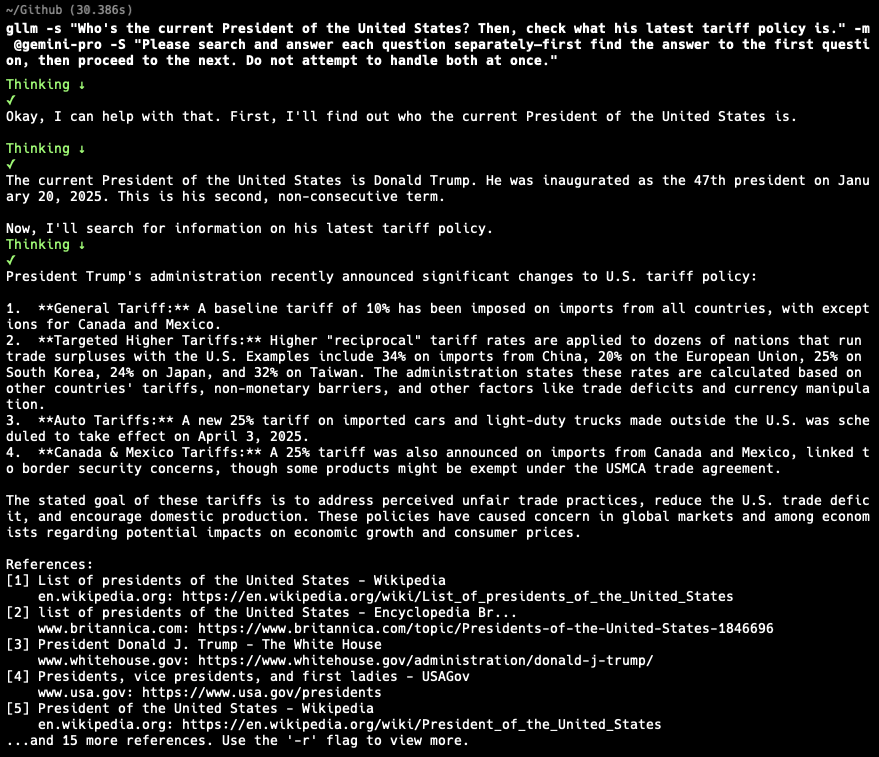 ~/Github (30.386s)
gllm -s "Who's the current President of the United States? Then, check what his latest tariff policy is." -m
 @gemini-pro -S "Please search and answer each question separately—first find the answer to the first questi
on, then proceed to the next. Do not attempt to handle both at once."
Thinking ↓
✓
Okay, I can help with that. First, I'll find out who the current President of the United States is.
Thinking ↓
✓
The current President of the United States is Donald Trump. He was inaugurated as the 47th president on Janu
ary 20, 2025. This is his second, non-consecutive term.
Now, I'll search for information on his latest tariff policy.
Thinking ↓
✓
President Trump's administration recently announced significant changes to U.S. tariff policy:
1.  **General Tariff:** A baseline tariff of 10% has been imposed on imports from all countries, with except
ions for Canada and Mexico.
2.  **Targeted Higher Tariffs:** Higher "reciprocal" tariff rates are applied to dozens of nations that run
trade surpluses with the U.S. Examples include 34% on imports from China, 20% on the European Union, 25% on
South Korea, 24% on Japan, and 32% on Taiwan. The administration states these rates are calculated based on
other countries' tariffs, non-monetary barriers, and other factors like trade deficits and currency manipula
tion.
3.  **Auto Tariffs:** A new 25% tariff on imported cars and light-duty trucks made outside the U.S. was sche
duled to take effect on April 3, 2025.
4.  **Canada & Mexico Tariffs:** A 25% tariff was also announced on imports from Canada and Mexico, linked t
o border security concerns, though some products might be exempt under the USMCA trade agreement.
The stated goal of these tariffs is to address perceived unfair trade practices, reduce the U.S. trade defic
it, and encourage domestic production. These policies have caused concern in global markets and among econom
ists regarding potential impacts on economic growth and consumer prices.
References:
[1] List of presidents of the United States - Wikipedia
    en.wikipedia.org: https://en.wikipedia.org/wiki/List_of_presidents_of_the_United_States
[2] list of presidents of the United States - Encyclopedia Br...
    www.britannica.com: https://www.britannica.com/topic/Presidents-of-the-United-States-1846696
[3] President Donald J. Trump - The White House
    www.whitehouse.gov: https://www.whitehouse.gov/administration/donald-j-trump/
[4] Presidents, vice presidents, and first ladies - USAGov
    www.usa.gov: https://www.usa.gov/presidents
[5] President of the United States - Wikipedia
    en.wikipedia.org: https://en.wikipedia.org/wiki/President_of_the_United_States
...and 15 more references. Use the '-r' flag to view more.